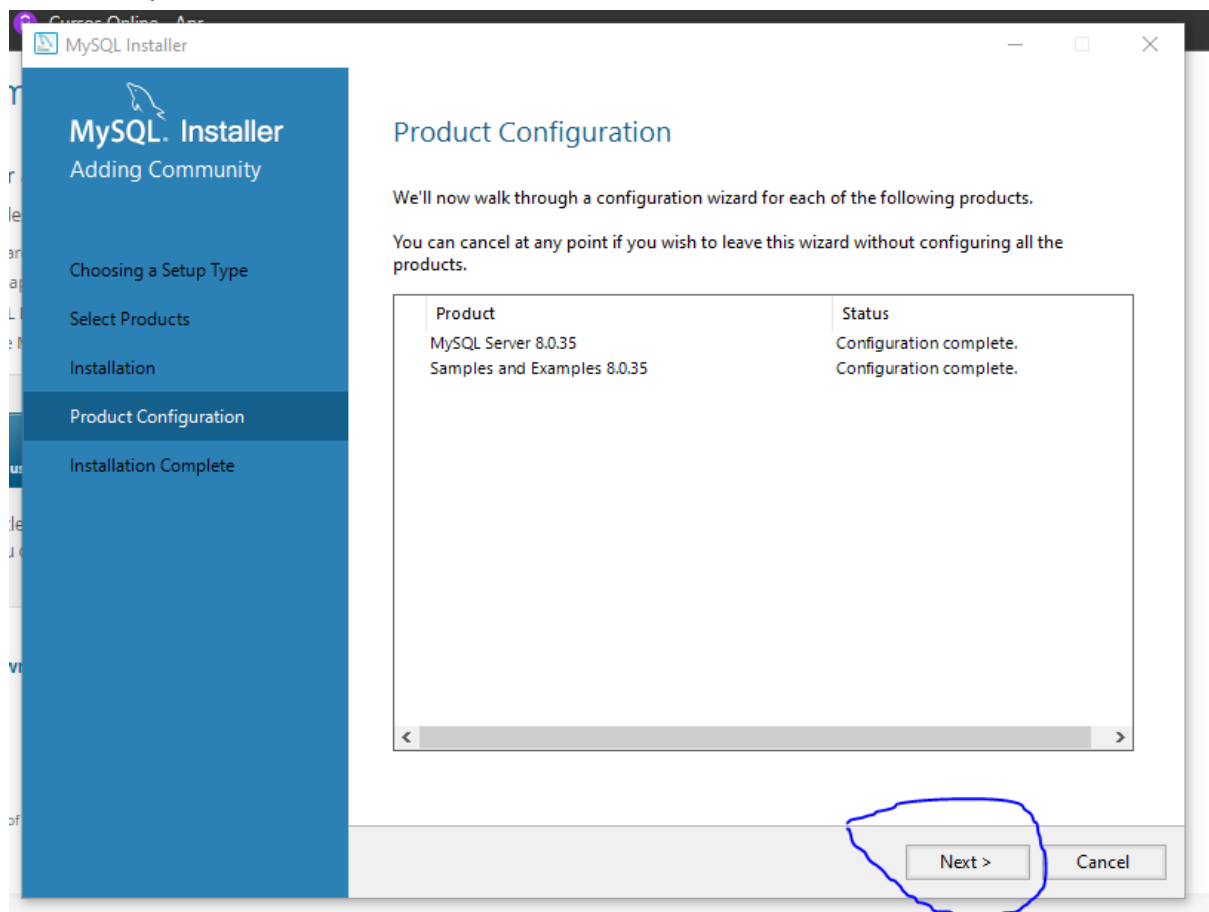 Cursos Online - Apr
MySQL Installer
MySQL. Installer
Adding Community
Choosing a Setup Type
Select Products
Installation
Product Configuration
Installation Complete
Product Configuration
We'll now walk through a configuration wizard for each of the following products.
You can cancel at any point if you wish to leave this wizard without configuring all the
products.
Product Status
MySQL Server 8.0.35 Configuration complete.
Samples and Examples 8.0.35 Configuration complete.
Next > Cancel